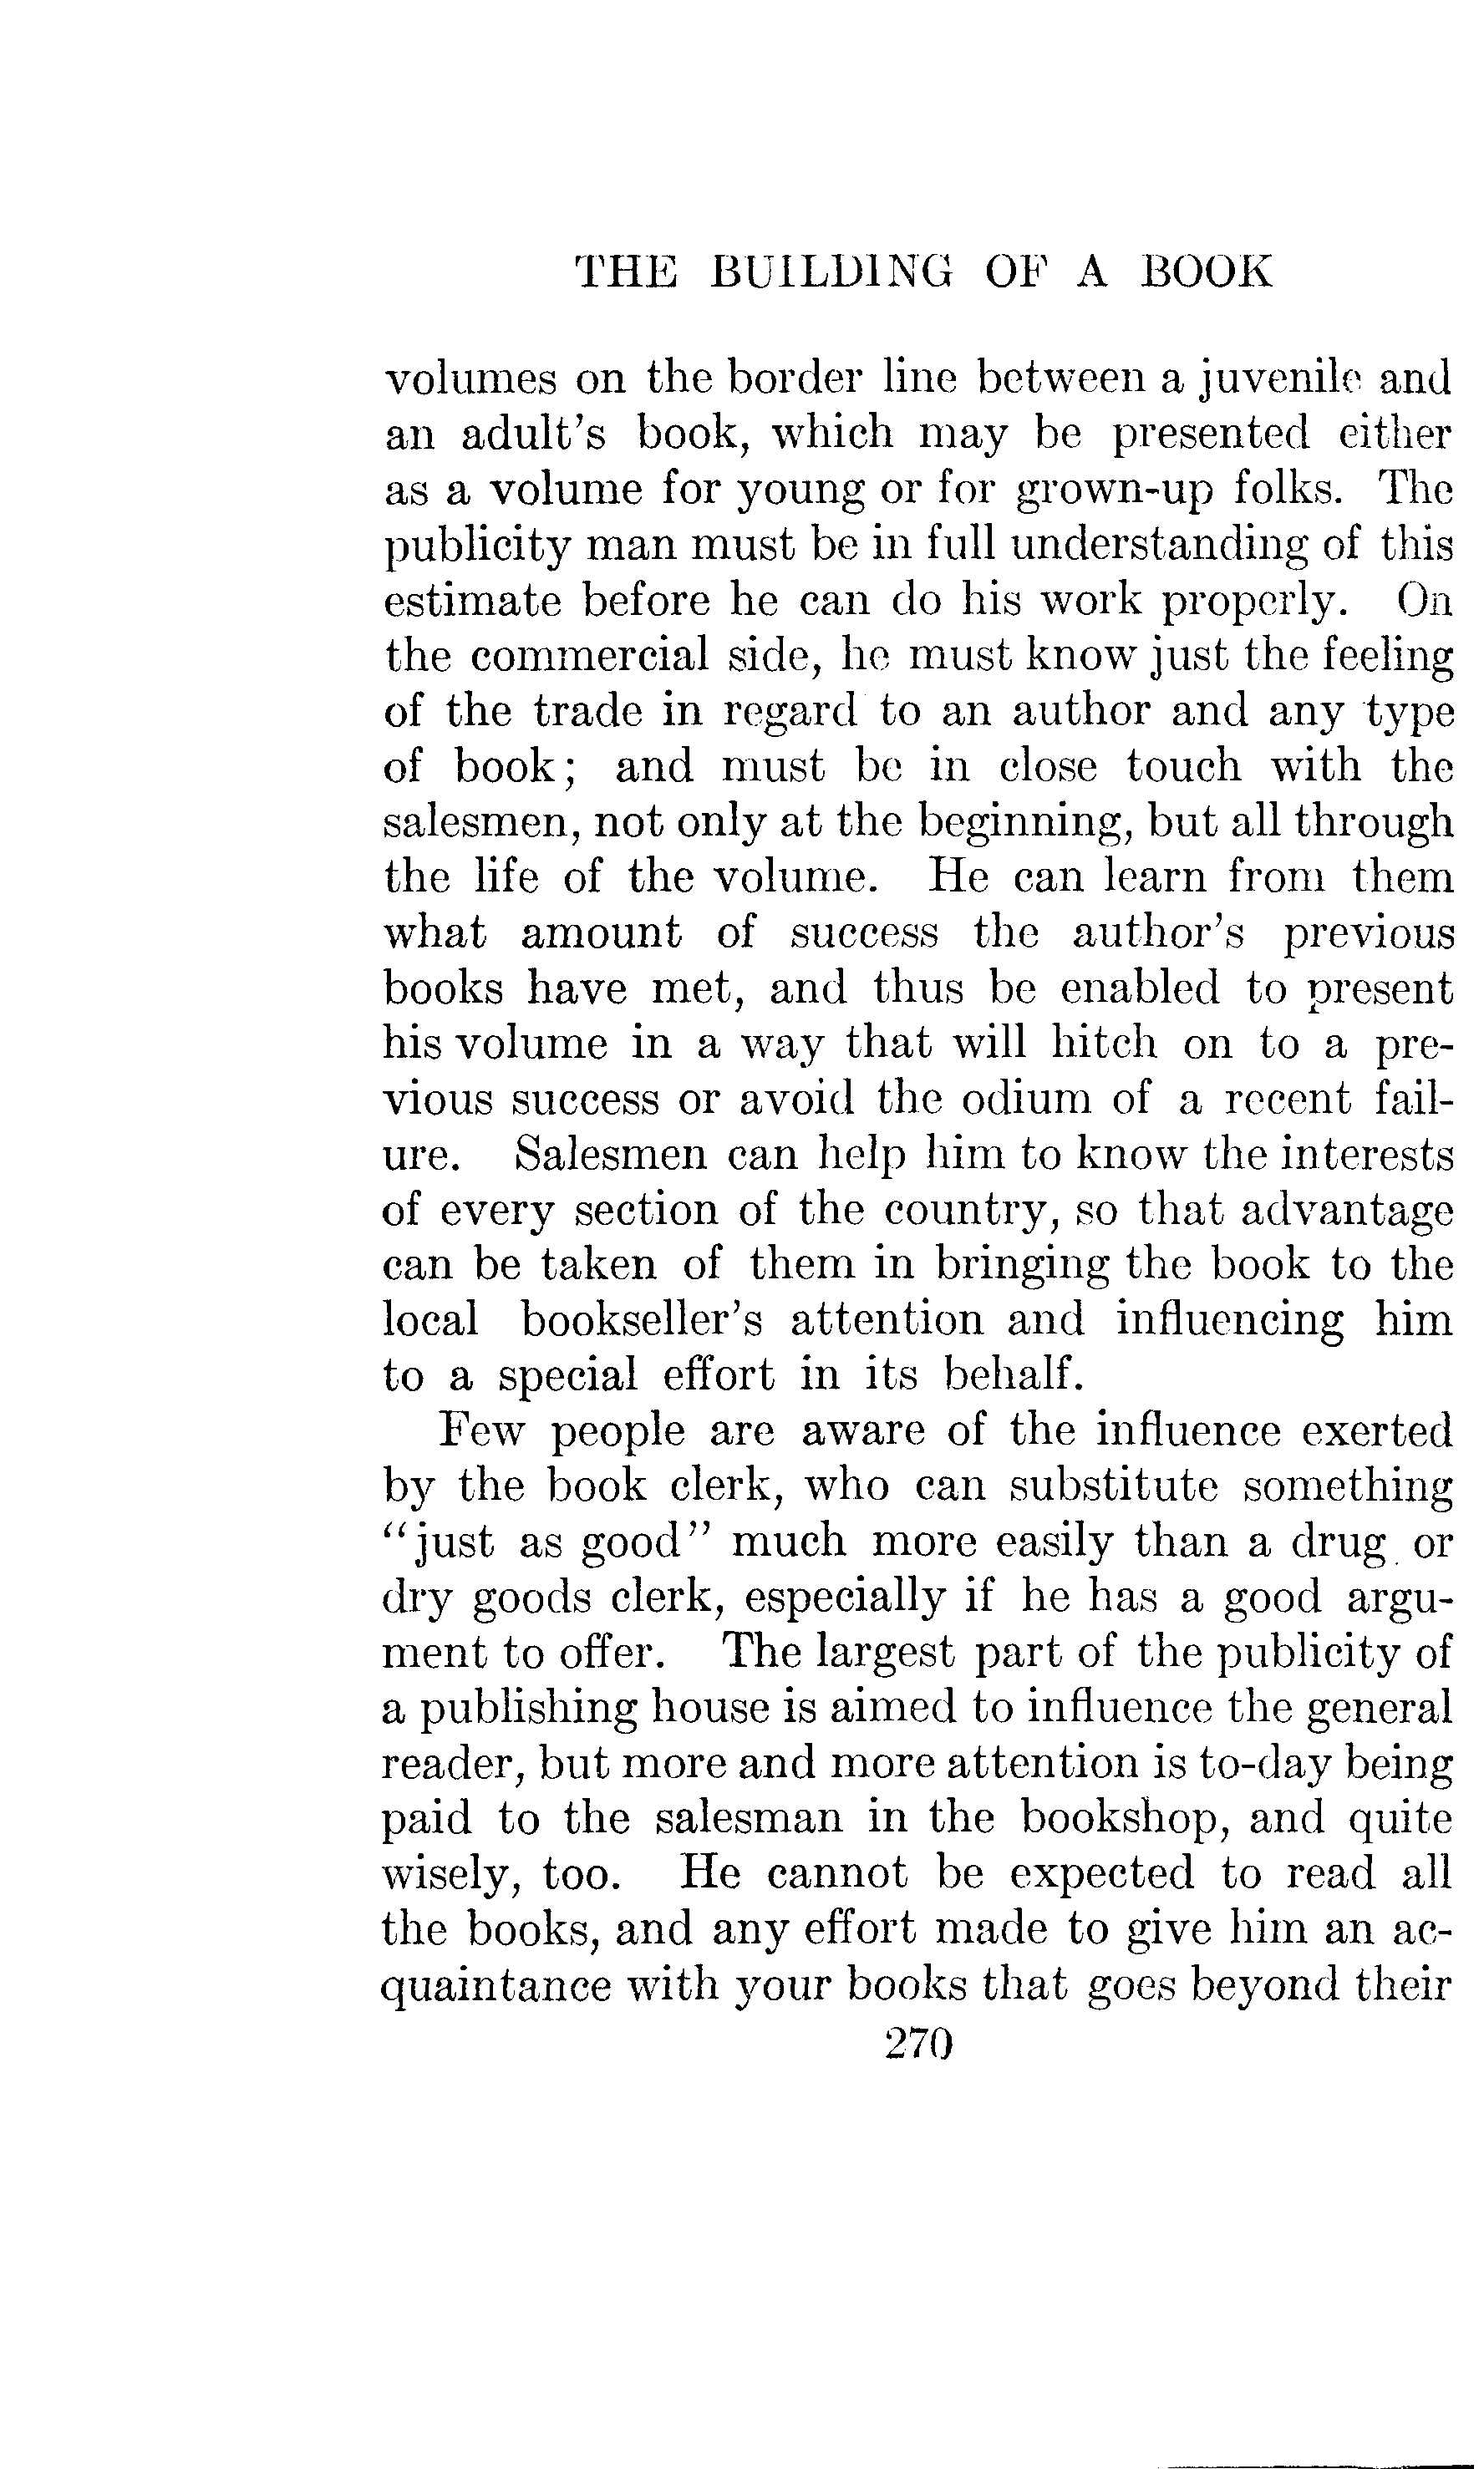 THE BUILDING OF A BOOK
volumes on the border line between a juvenile and
an adult's book, which may be presented either
as a volume for young or for grown-up folks. The
publicity man must be in full understanding of this
estimate before he can do his work properly. On
the commercial side, he must know just the feeling
of the trade in regard to an author and any type
of book; and must be in close touch with the
salesmen, not only at the beginning, but all through
the life of the volume. He can learn from them
what amount of success the author's previous
books have met, and thus be enabled to present
his volume in a way that will hitch on to a pre-
vious success or avoid the odium of a recent fail-
ure. Salesmen can help him to know the interests
of every section of the country, so that advantage
can be taken of them in bringing the book to the
local bookseller's attention and influencing him
to a special effort in its behalf.
Few people are aware of the influence exerted
by the book clerk, who can substitute something
"just as good" much more easily than a drug or
dry goods clerk, especially if he has a good argu-
ment to offer. The largest part of the publicity of
a publishing house is aimed to influence the general
reader, but more and more attention is to-day being
paid to the salesman in the bookshop, and quite
wisely, too. He cannot be expected to read all
the books, and any effort made to give him an ac-
quaintance with your books that goes beyond their
270